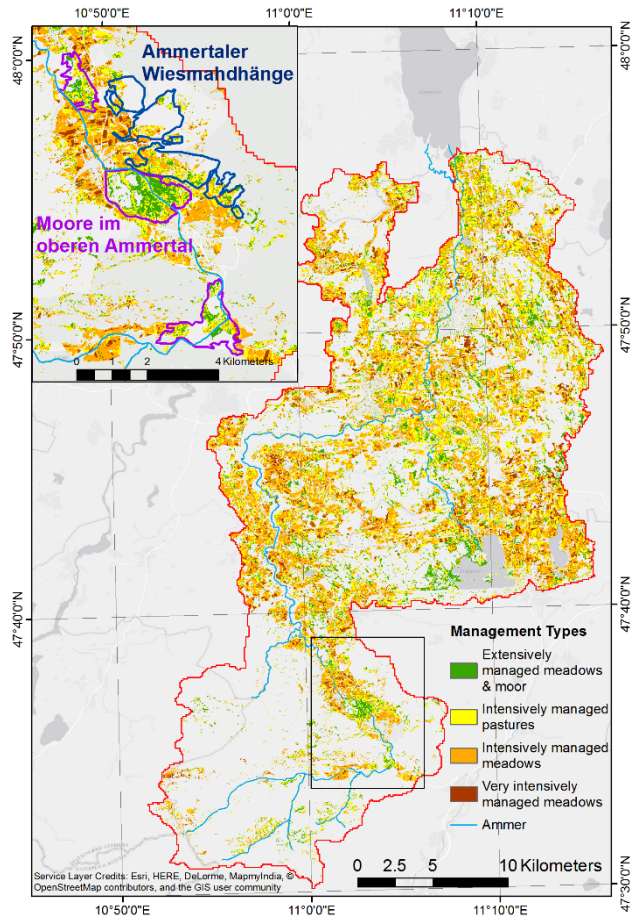 10°50'0"E
11°0'0"E
11°10'0"E
48°0'0"N
48°0'0"N
Ammertaler
Wiesmahdhänge
Moore im
oberen Ammertal
0 1 2 4 Kilometers
47°50'0"N
47°50'0"N
47°40'0"N
47°40'0"N
Management Types
Extensively
managed meadows
& moor
Intensively managed
pastures
Intensively managed
meadows
Very intensively
managed meadows
Ammer
0 2.5 5 10 Kilometers
Service Layer Credits: Esri, HERE, DeLorme, MapmyIndia, ©
OpenStreetMap contributors, and the GIS user community
47°30'0"N
10°50'0"E
11°0'0"E
11°10'0"E